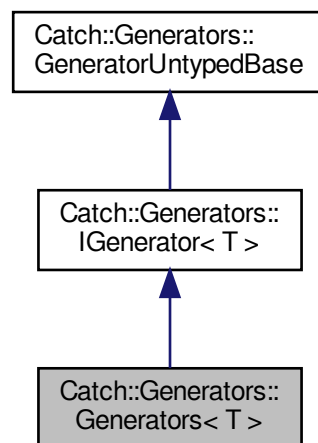 Catch::Generators::
GeneratorUntypedBase
Catch::Generators::
IGenerator< T >
Catch::Generators::
Generators< T >